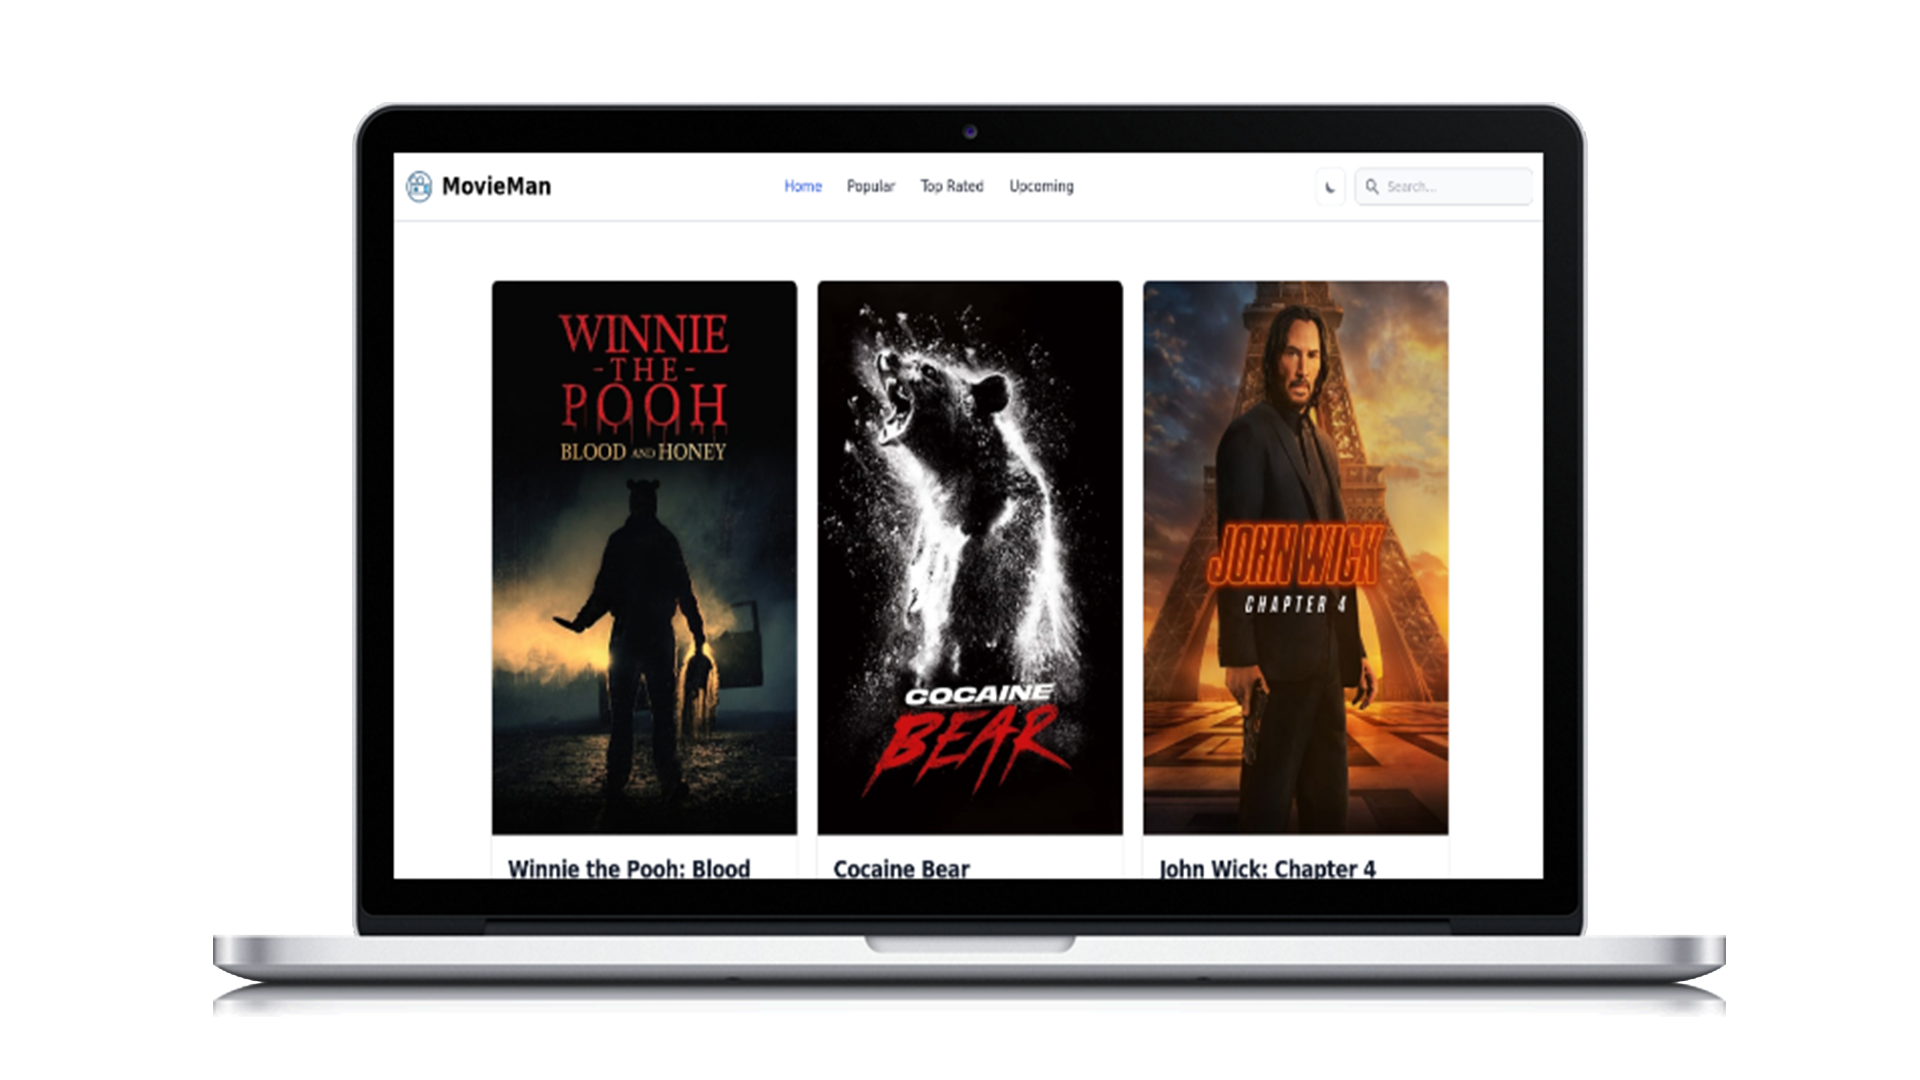 MovieMan
Home Popular Top Rated Upcoming
Search...
WINNIE
-THE-
POOH
BLOOD AND HONEY
COCAINE
BEAR
JOHN WICK
CHAPTER 4
Winnie the Pooh: Blood
Cocaine Bear
John Wick: Chapter 4